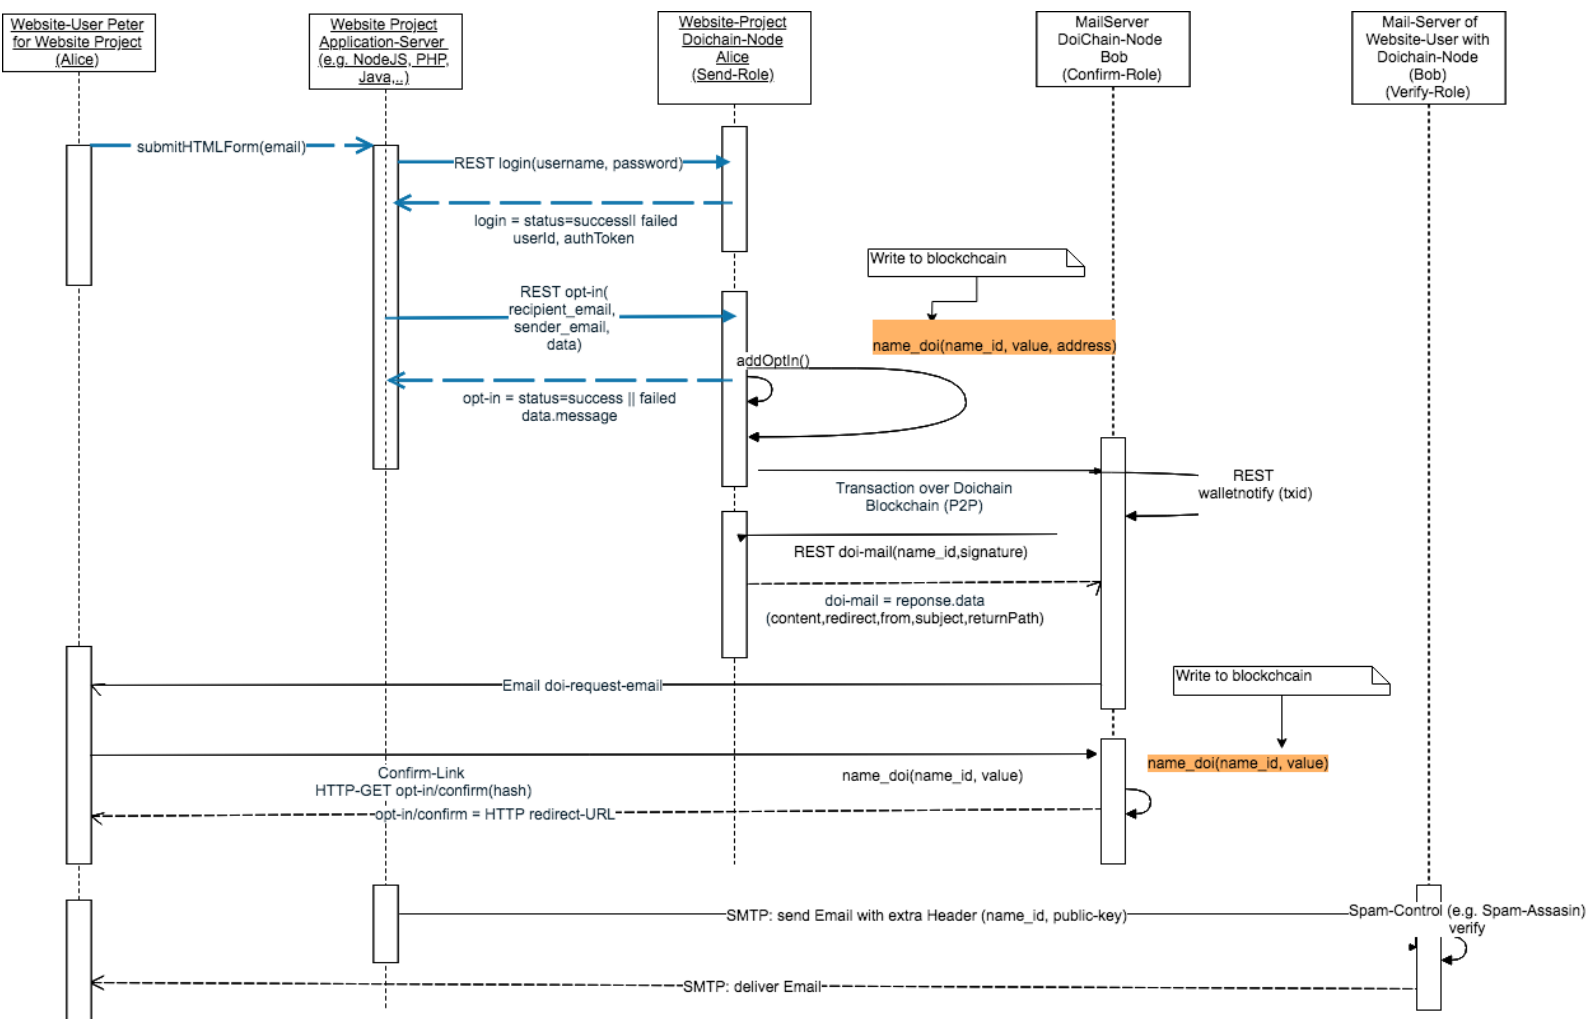 Website-User Peter
for Website Project
(Alice)
Website Project
Application-Server
(e.g. NodeJS, PHP,
Java,..)
Website-Project
Doichain-Node
Alice
(Send-Role)
MailServer
DoiChain-Node
Bob
(Confirm-Role)
Mail-Server of
Website-User with
Doichain-Node
(Bob)
(Verify-Role)
submitHTMLForm(email)
REST login(username, password)
login = status=success|| failed
userId, authToken
Write to blockchcain
REST opt-in(
recipient_email,
sender_email,
data)
name_doi(name_id, value, address)
addOptIn()
opt-in = status=success || failed
data.message
REST
walletnotify (txid)
Transaction over Doichain
Blockchain (P2P)
REST doi-mail(name_id,signature)
doi-mail = reponse.data
(content,redirect,from,subject,returnPath)
Email doi-request-email
Write to blockchcain
name_doi(name_id, value)
Confirm-Link
HTTP-GET opt-in/confirm(hash)
name_doi(name_id, value)
opt-in/confirm = HTTP redirect-URL
SMTP: send Email with extra Header (name_id, public-key)
Spam-Control (e.g. Spam-Assasin)
verify
SMTP: deliver Email